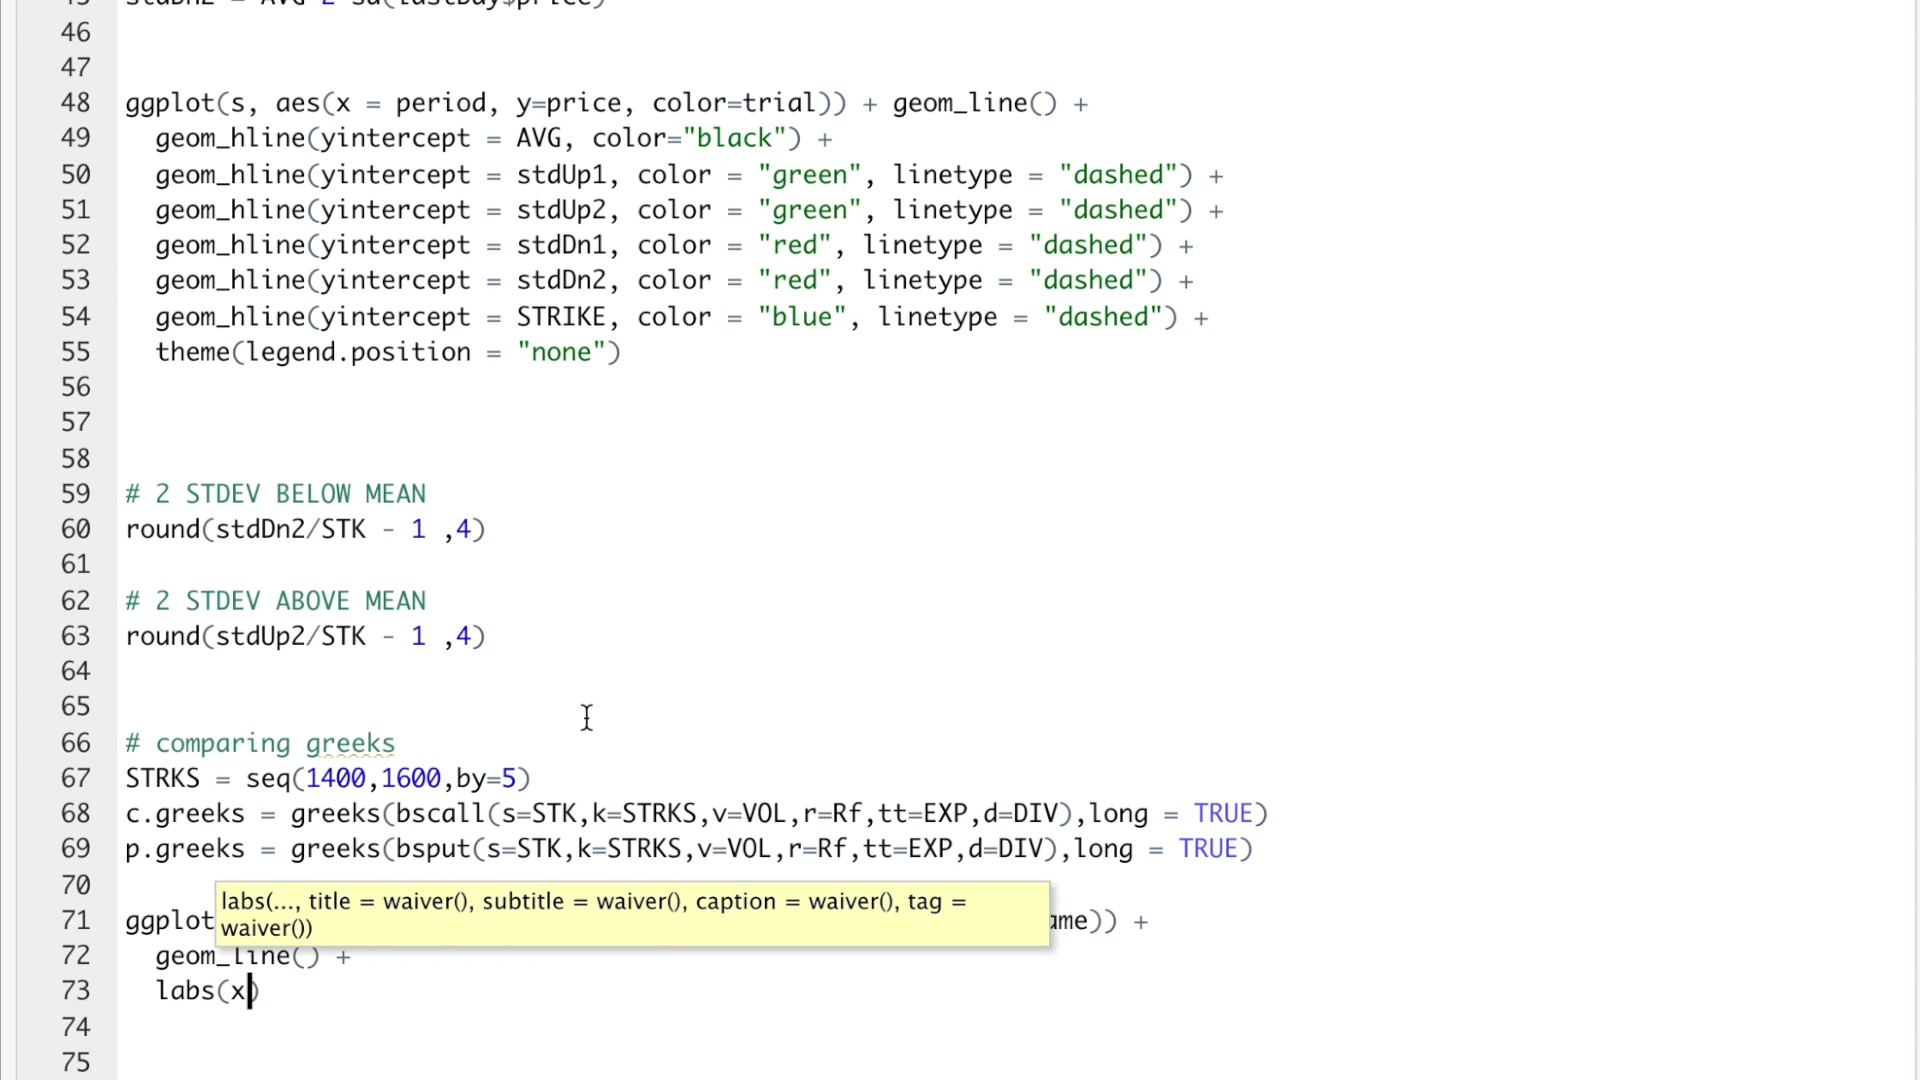 46
47
48 ggplot(s, aes(x = period, y=price, color=trial)) + geom_line() +
49 geom_hline(yintercept = AVG, color="black") +
50 geom_hline(yintercept = stdUp1, color = "green", linetype = "dashed") +
51 geom_hline(yintercept = stdUp2, color = "green", linetype = "dashed") +
52 geom_hline(yintercept = stdDn1, color = "red", linetype = "dashed") +
53 geom_hline(yintercept = stdDn2, color = "red", linetype = "dashed") +
54 geom_hline(yintercept = STRIKE, color = "blue", linetype = "dashed") +
55 theme(legend.position = "none")
56
57
58
59 # 2 STDEV BELOW MEAN
60 round(stdDn2/STK - 1 ,4)
61
62 # 2 STDEV ABOVE MEAN
63 round(stdUp2/STK - 1 ,4)
64
65
66 # comparing greeks
67 STRKS = seq(1400,1600,by=5)
68 c.greeks = greeks(bscall(s=STK,k=STRKS,v=VOL,r=Rf,tt=EXP,d=DIV),long = TRUE)
69 p.greeks = greeks(bsput(s=STK,k=STRKS,v=VOL,r=Rf,tt=EXP,d=DIV),long = TRUE)
70
labs(..., title = waiver(), subtitle = waiver(), caption = waiver(), tag =
waiver())
71 ggplot ame)) +
72 geom_line() +
73 labs(x)
74
75